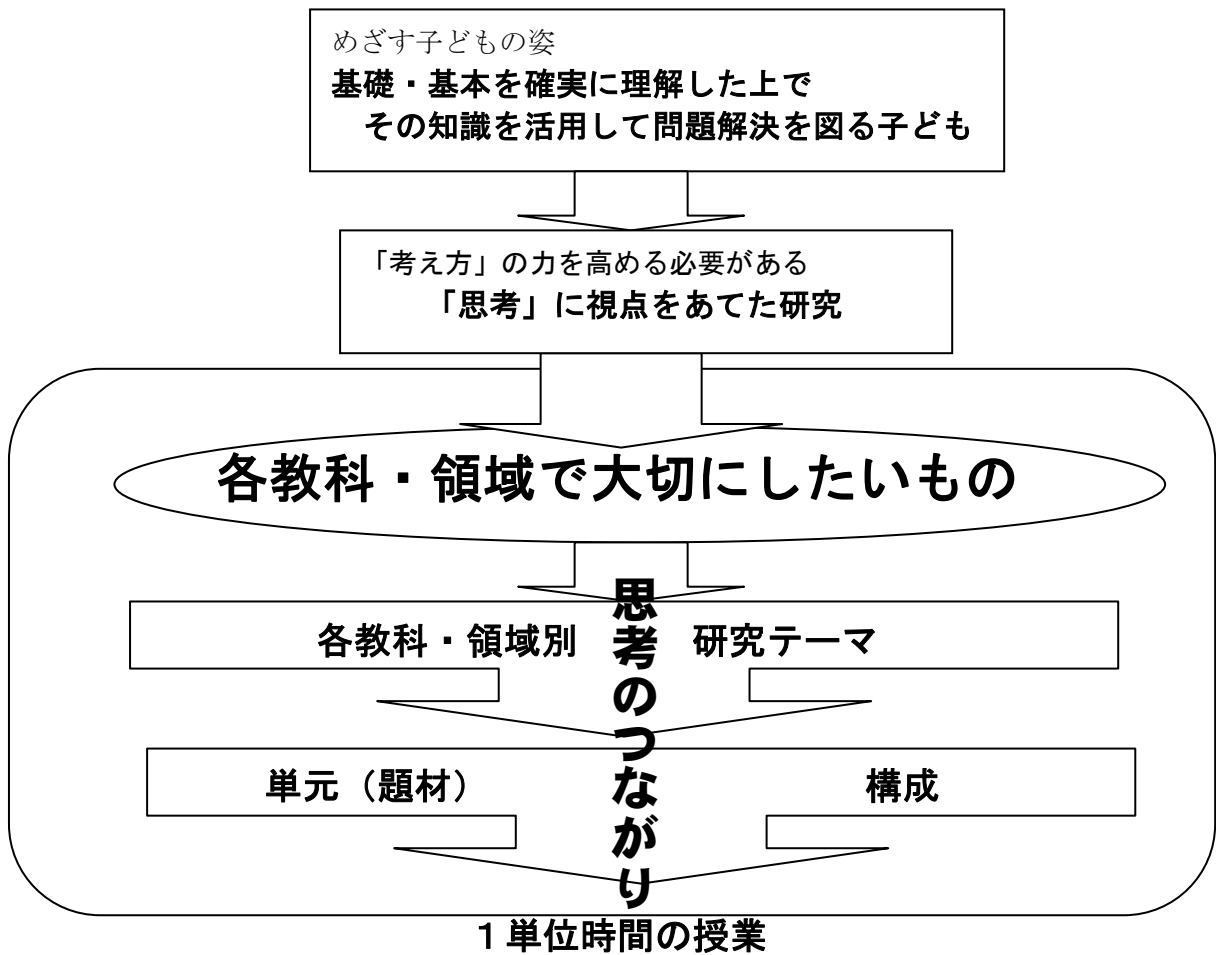 めざす子どもの姿
基礎・基本を確実に理解した上で
その知識を活用して問題解決を図る子ども
「考え方」の力を高める必要がある
「思考」に視点をあてた研究
各教科・領域で大切にしたいもの
思考のつながり
各教科・領域別　研究テーマ
単元（題材）　構成
１単位時間の授業